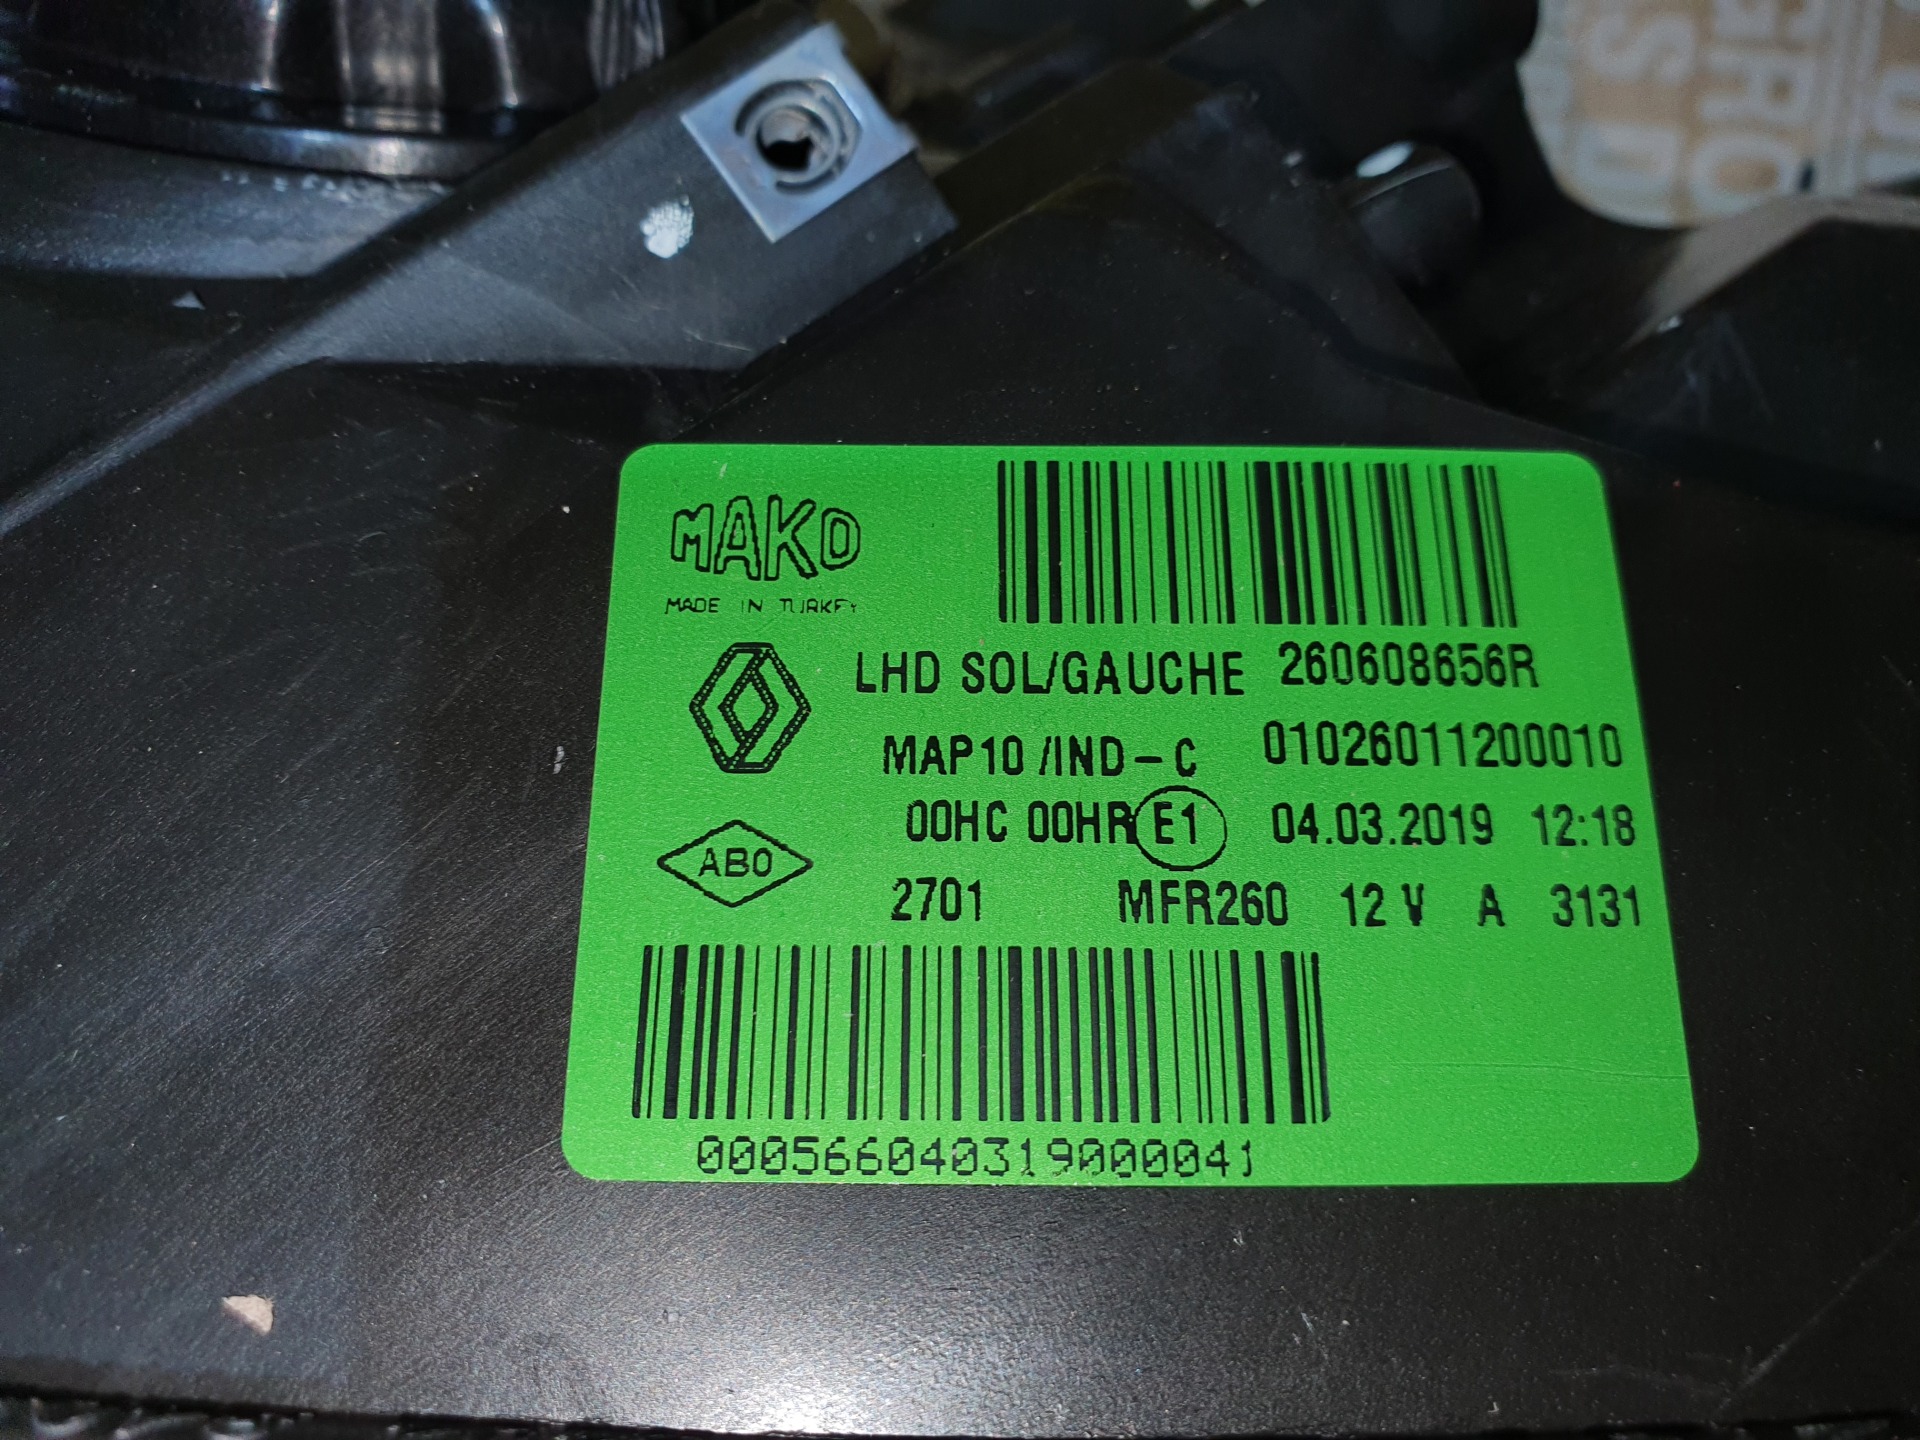 MAKO
MADE IN TURKEY
LHD SOL/GAUCHE 260608656R
MAP10 /IND-C 01026011200010
00HC 00HR E1 04.03.2019 12:18
ABO
2701 MFR260 12 V A 3131
000566040319000041